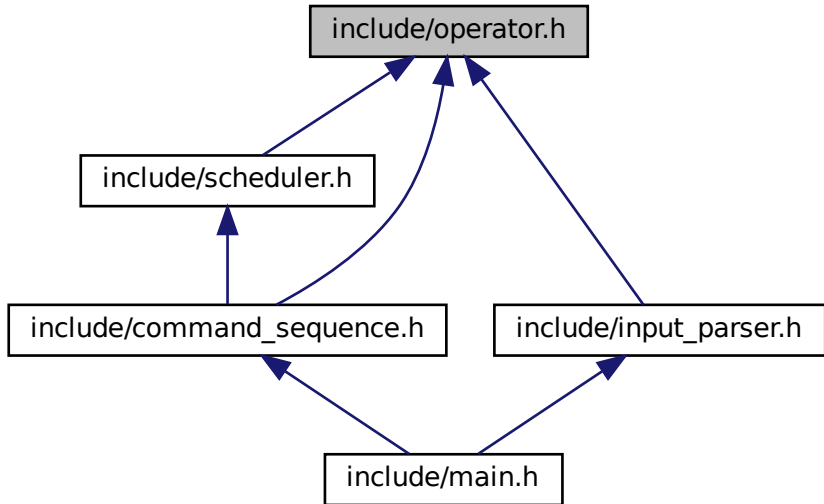 include/operator.h
include/scheduler.h
include/command_sequence.h
include/input_parser.h
include/main.h